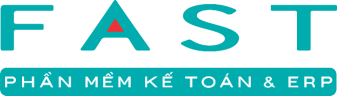 FAST
PHẦN MỀM KẾ TOÁN & ERP